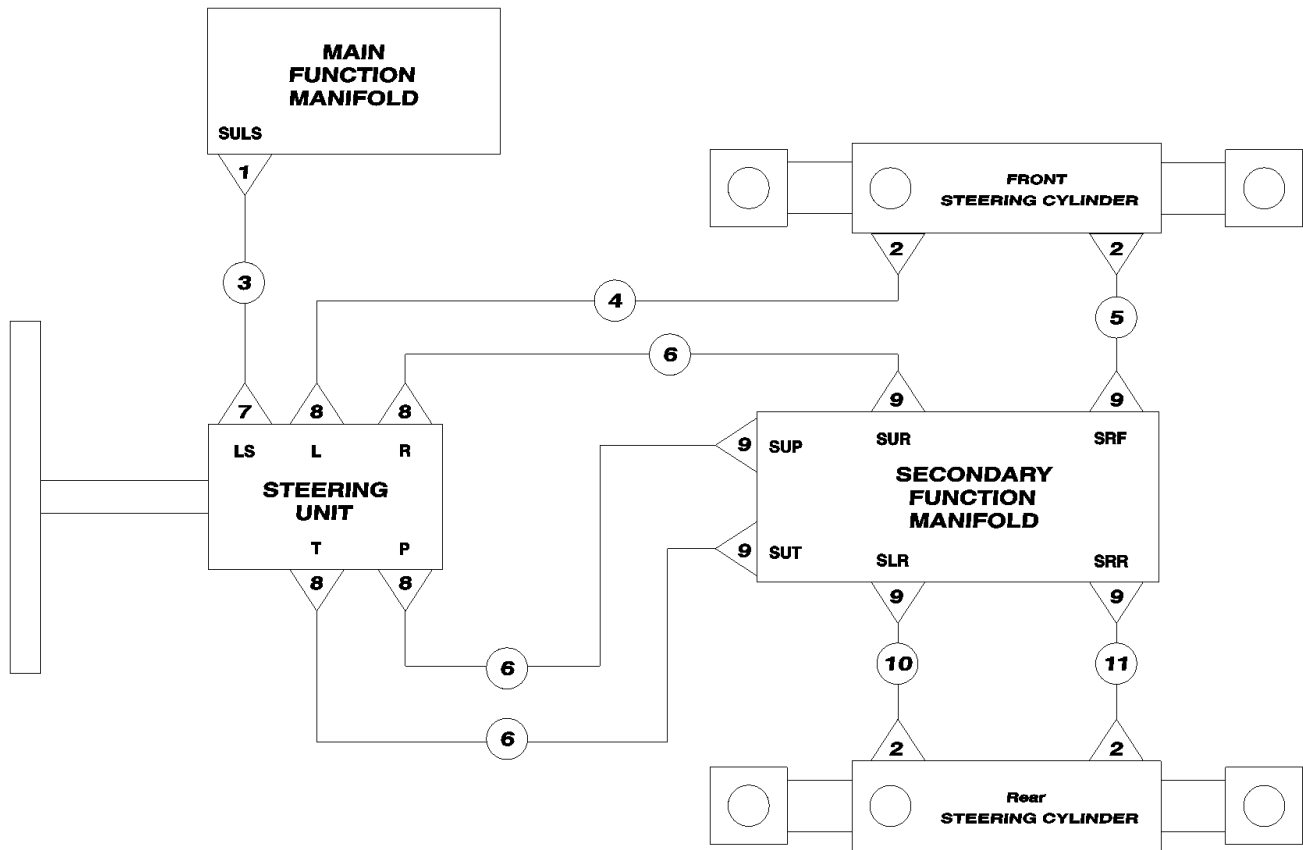 MAIN
FUNCTION
MANIFOLD
SULS
1
FRONT
STEERING CYLINDER
2 2
3
4
5
6
7 8 8
9 9
LS L R
STEERING
UNIT
T P
8 8
9 SUP
SUR SRF
SECONDARY
FUNCTION
MANIFOLD
9 SUT
SLR SRR
9 9
6
6
10 11
2 2
Rear
STEERING CYLINDER